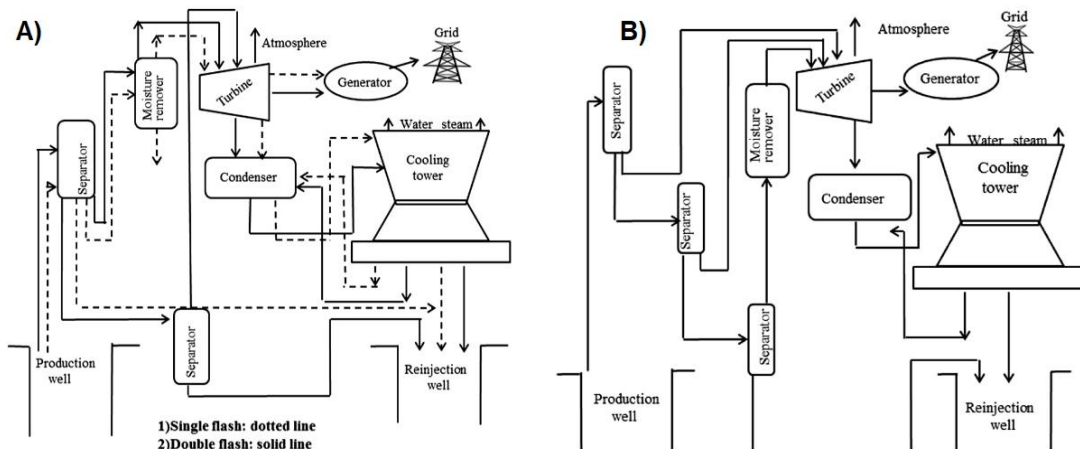 A)
Atmosphere
Grid
Moisture
remover
Turbine
Generator
Separator
Water steam
Condenser
Cooling
tower
Separator
Production
well
Reinjection
well
1)Single flash: dotted line
2)Double flash: solid line
B)
Atmosphere
Grid
Separator
Moisture
remover
Turbine
Generator
Water steam
Separator
Condenser
Cooling
tower
Separator
Production
well
Reinjection
well